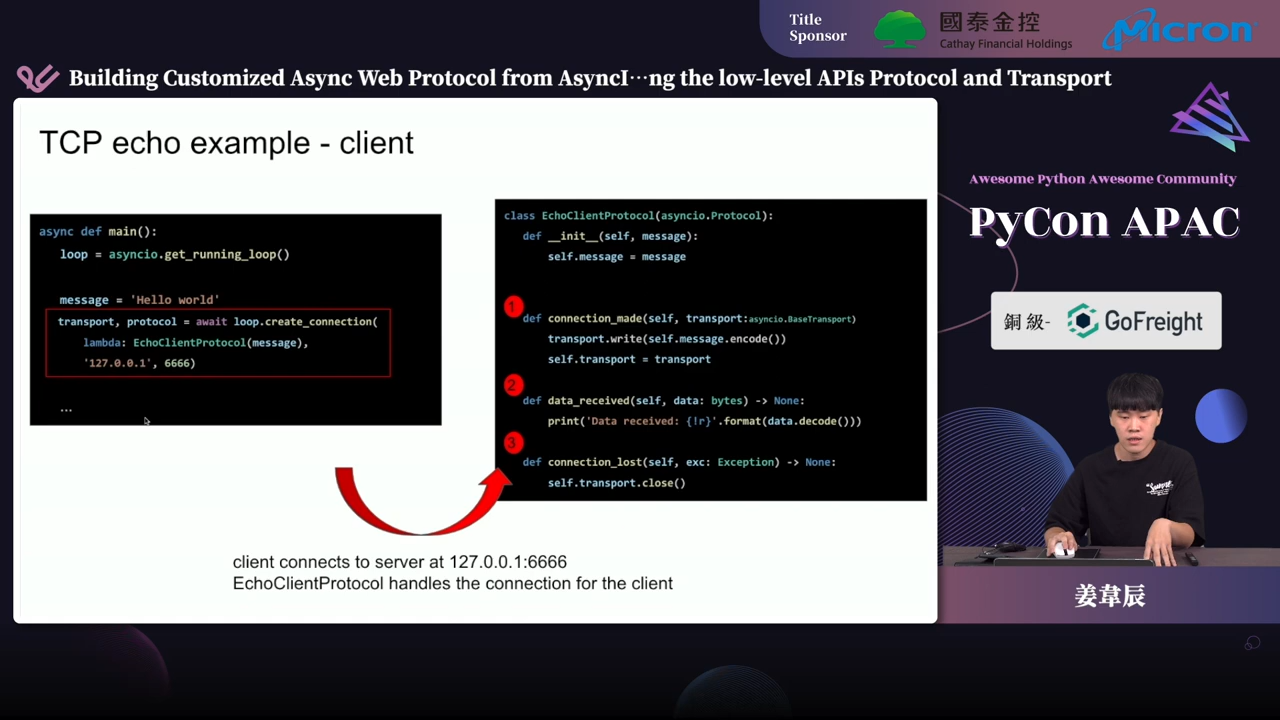 Title
Sponsor
國泰金控
Cathay Financial Holdings
Micron
Building Customized Async Web Protocol from AsyncI…ng the low-level APIs Protocol and Transport
TCP echo example - client
async def main():
loop = asyncio.get_running_loop()
message = 'Hello world'
transport, protocol = await loop.create_connection(
lambda: EchoClientProtocol(message),
'127.0.0.1', 6666)
...
class EchoClientProtocol(asyncio.Protocol):
def __init__(self, message):
self.message = message
1
def connection_made(self, transport:asyncio.BaseTransport)
transport.write(self.message.encode())
self.transport = transport
2
def data_received(self, data: bytes) -> None:
print('Data received: {!r}'.format(data.decode()))
3
def connection_lost(self, exc: Exception) -> None:
self.transport.close()
client connects to server at 127.0.0.1:6666
EchoClientProtocol handles the connection for the client
Awesome Python Awesome Community
PyCon APAC
銅級-
GoFreight
姜韋辰